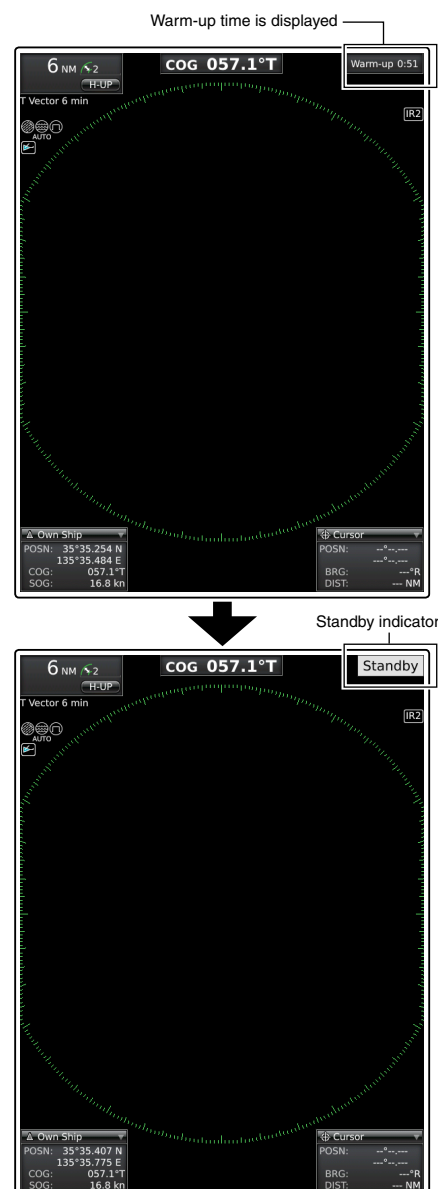 Warm-up time is displayed
6 NM 2
COG 057.1°T
Warm-up 0:51
H-UP
T Vector 6 min
IR2
AUTO
Own Ship
POSN: 35°35.254 N
135°35.484 E
COG: 057.1°T
SOG: 16.8 kn
Cursor
POSN: --°--.---
---°--.---
BRG: ---°R
DIST: --- NM
Standby indicator
6 NM 2
COG 057.1°T
Standby
H-UP
T Vector 6 min
IR2
AUTO
Own Ship
POSN: 35°35.407 N
135°35.775 E
COG: 057.1°T
SOG: 16.8 kn
Cursor
POSN: --°--.---
---°--.---
BRG: ---°R
DIST: --- NM